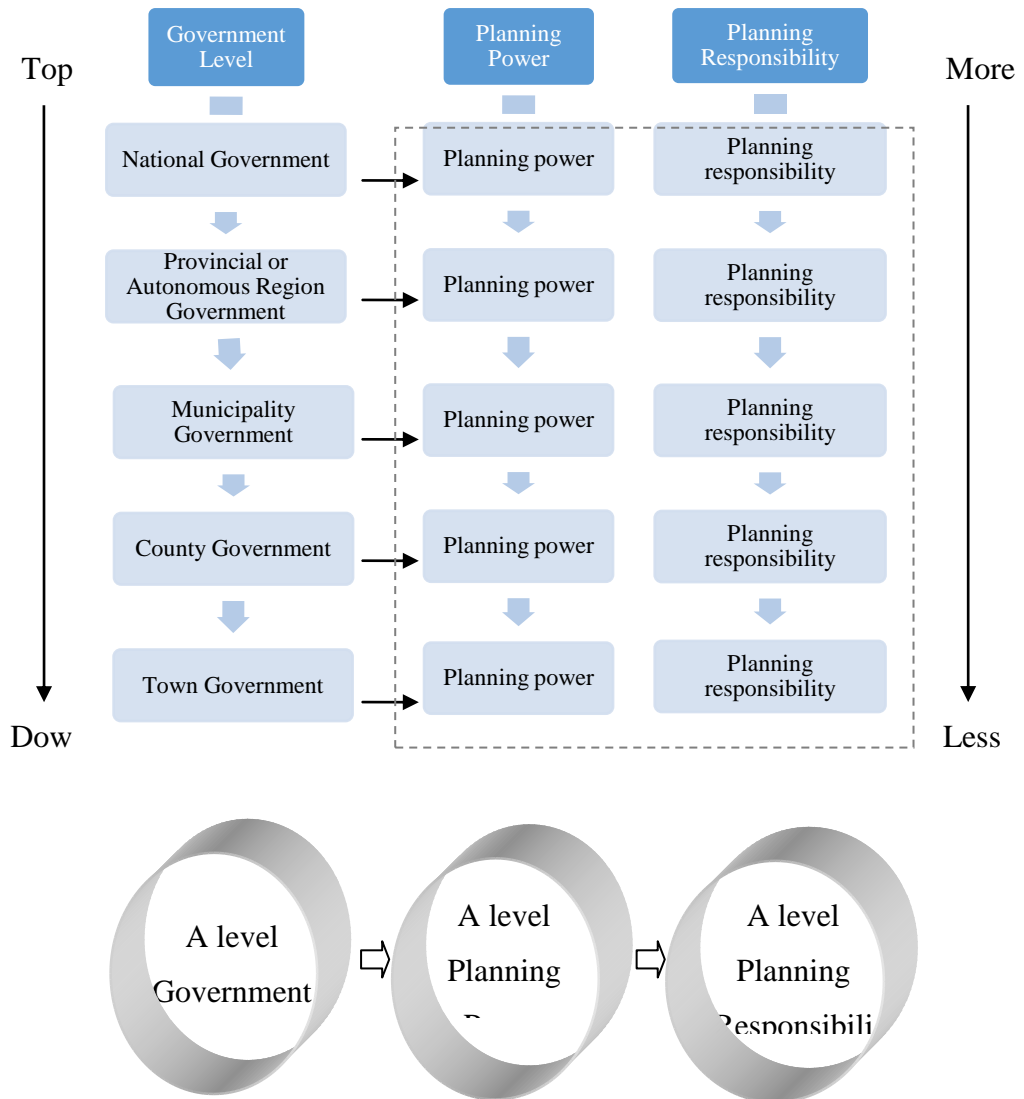 Government
Level
Planning
Power
Planning
Responsibility
Top
More
National Government
Planning power
Planning
responsibility
Provincial or
Autonomous Region
Government
Planning power
Planning
responsibility
Municipality
Government
Planning power
Planning
responsibility
County Government
Planning power
Planning
responsibility
Town Government
Planning power
Planning
responsibility
Dow
Less
A level
Government
A level
Planning
A level
Planning
Responsibili